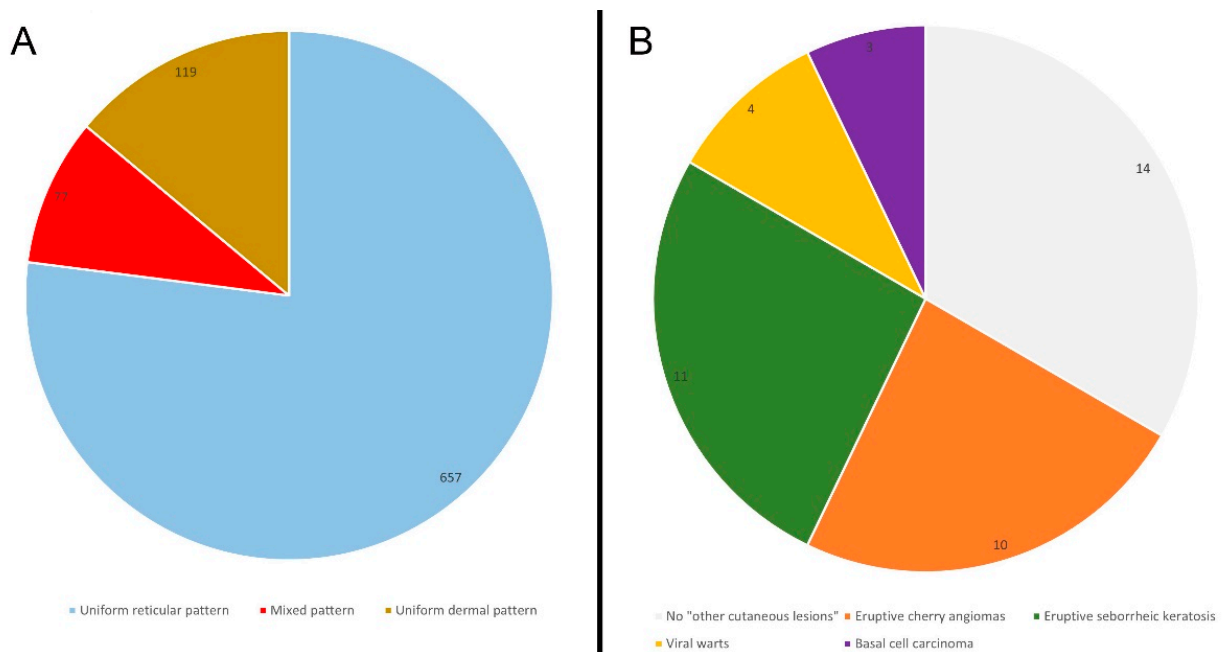 A
119
77
657
Uniform reticular pattern Mixed pattern Uniform dermal pattern
B
3
4
14
11
10
No "other cutaneous lesions" Eruptive cherry angiomas Eruptive seborrheic keratosis
Viral warts Basal cell carcinoma